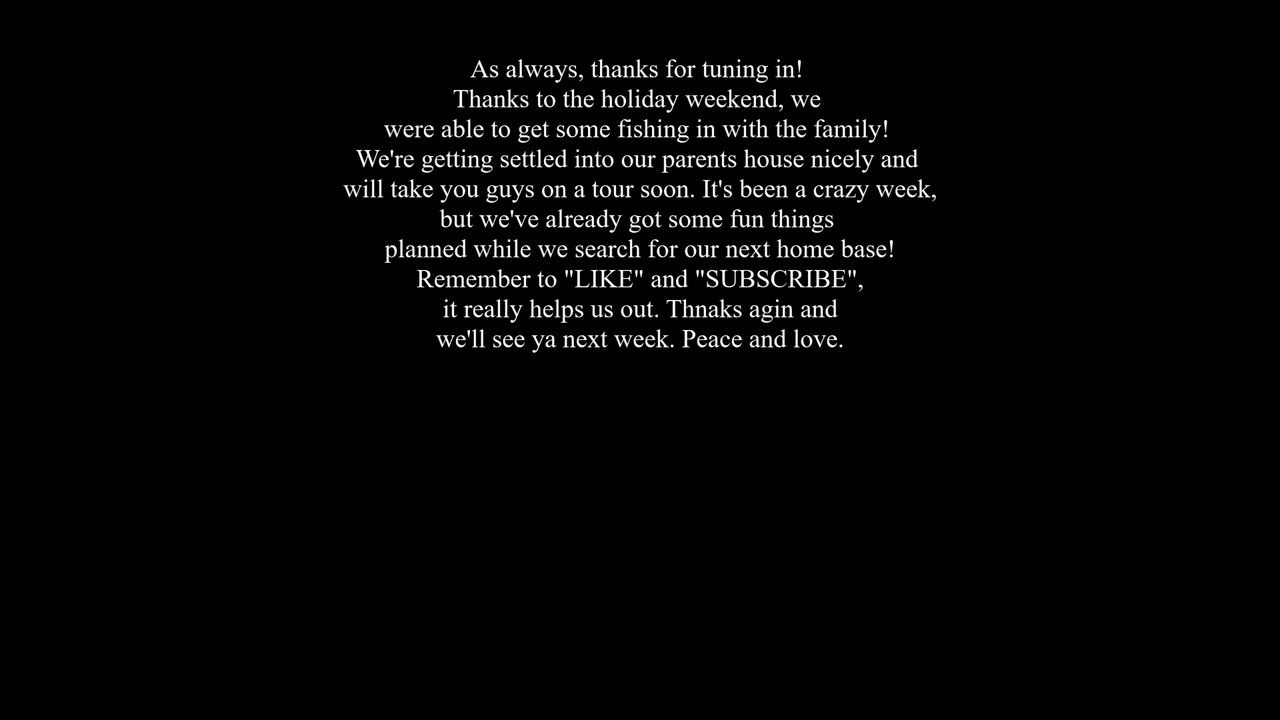 As always, thanks for tuning in!
Thanks to the holiday weekend, we
were able to get some fishing in with the family!
We're getting settled into our parents house nicely and
will take you guys on a tour soon. It's been a crazy week,
but we've already got some fun things
planned while we search for our next home base!
Remember to "LIKE" and "SUBSCRIBE",
it really helps us out. Thnaks agin and
we'll see ya next week. Peace and love.